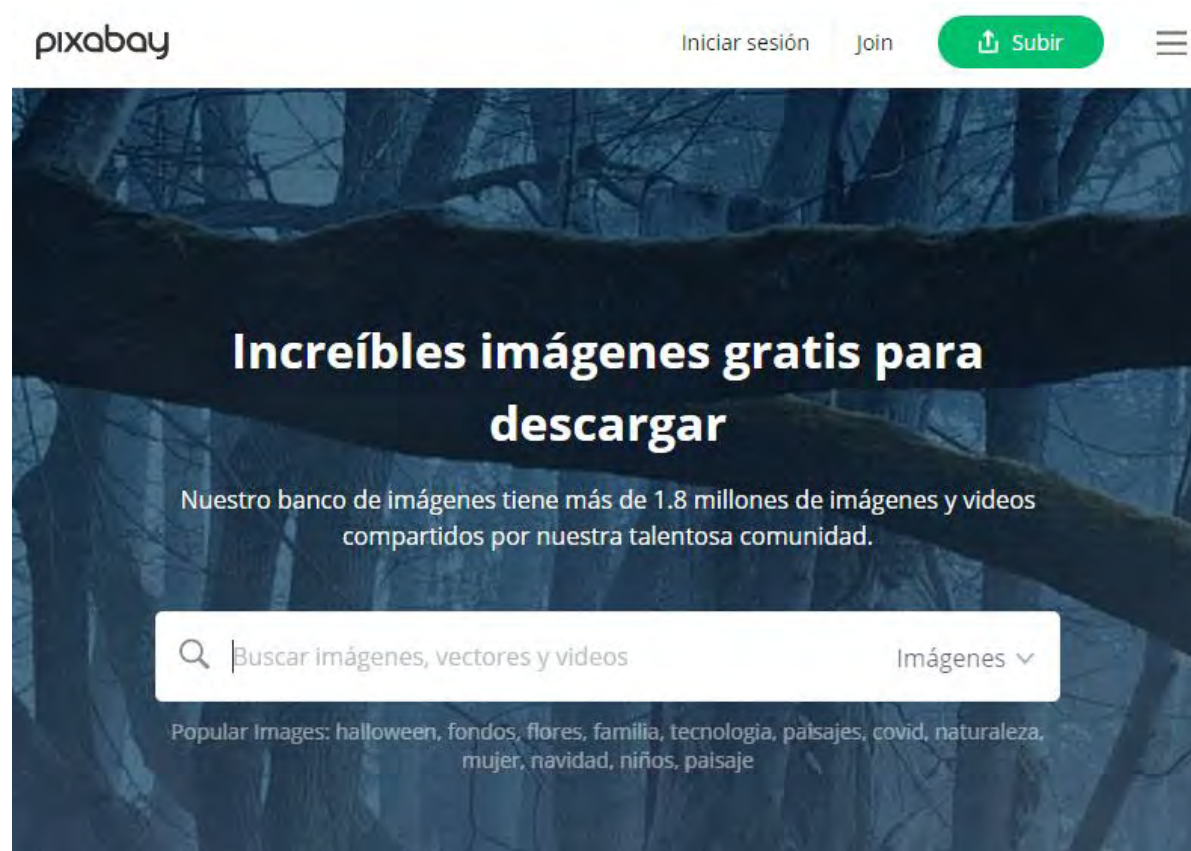 pixabay
Iniciar sesión Join Subir
Increíbles imágenes gratis para
descargar
Nuestro banco de imágenes tiene más de 1.8 millones de imágenes y videos
compartidos por nuestra talentosa comunidad.
Buscar imágenes, vectores y videos Imágenes
Popular Images: halloween, fondos, flores, familia, tecnologia, paisajes, covid, naturaleza,
mujer, navidad, niños, paisaje